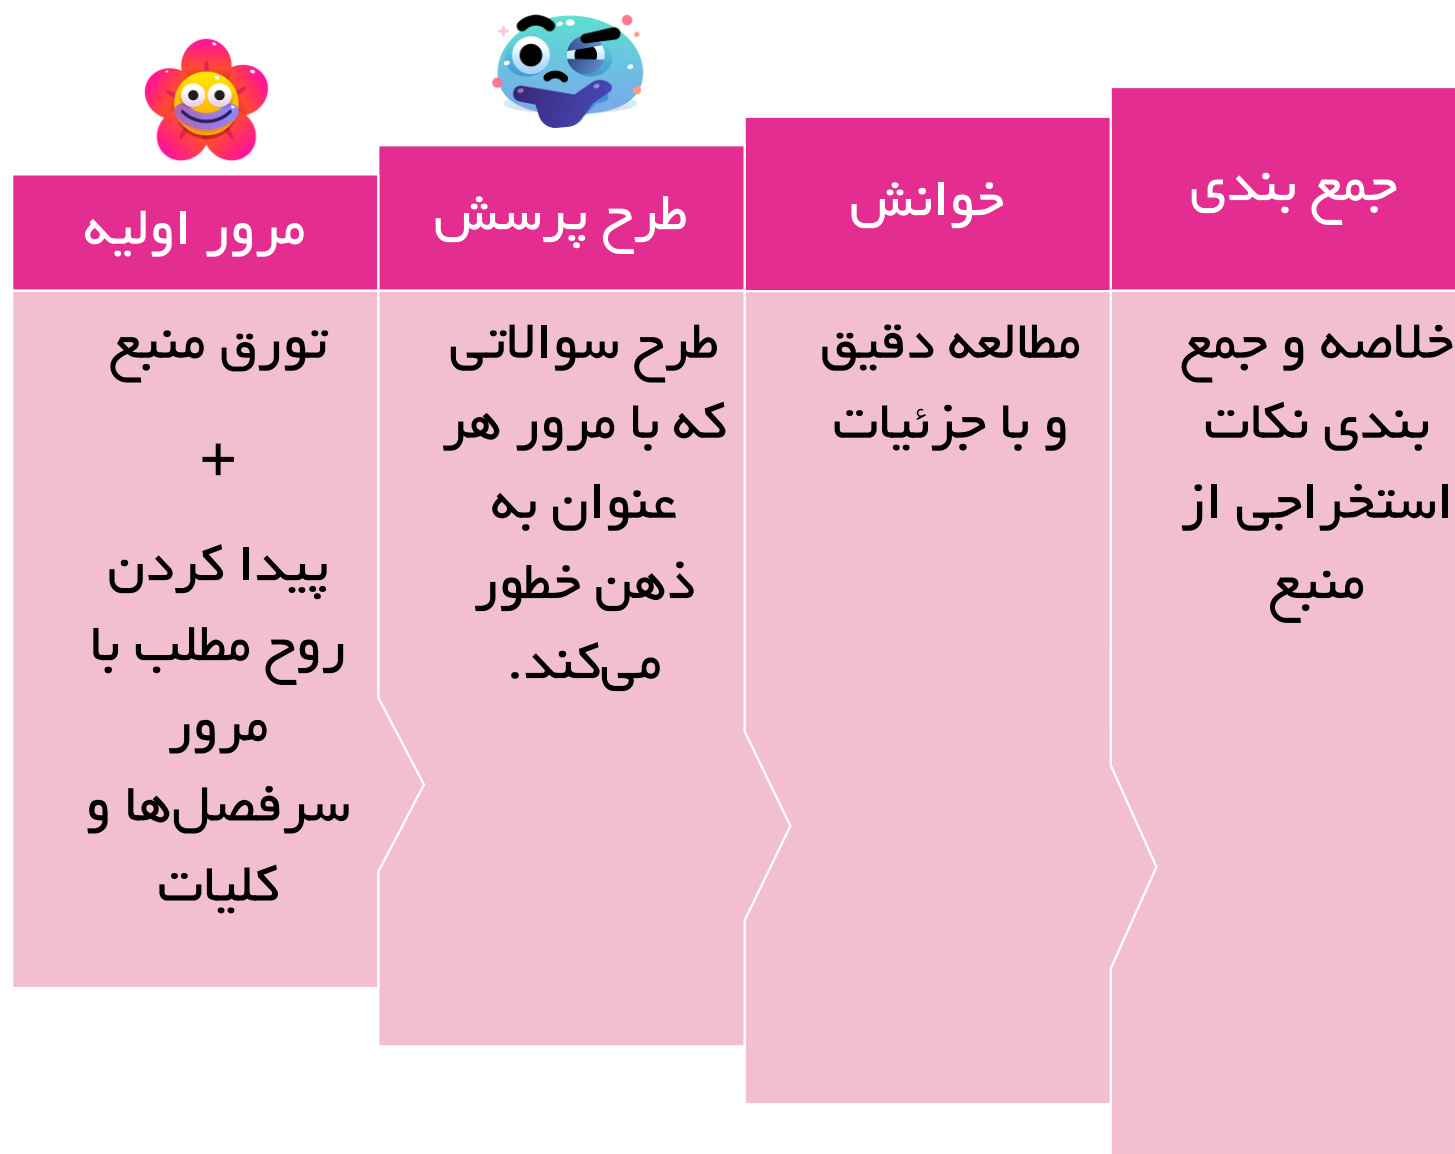 مرور اولیه
تورق منبع
+
پیدا کردن
روح مطلب با
مرور
سرفصل‌ها و
کلیات
طرح پرسش
طرح سوالاتی
که با مرور هر
عنوان به
ذهن خطور
می‌کند.
خوانش
مطالعه دقیق
و با جزئیات
جمع بندی
خلاصه و جمع
بندی نکات
استخراجی از
منبع